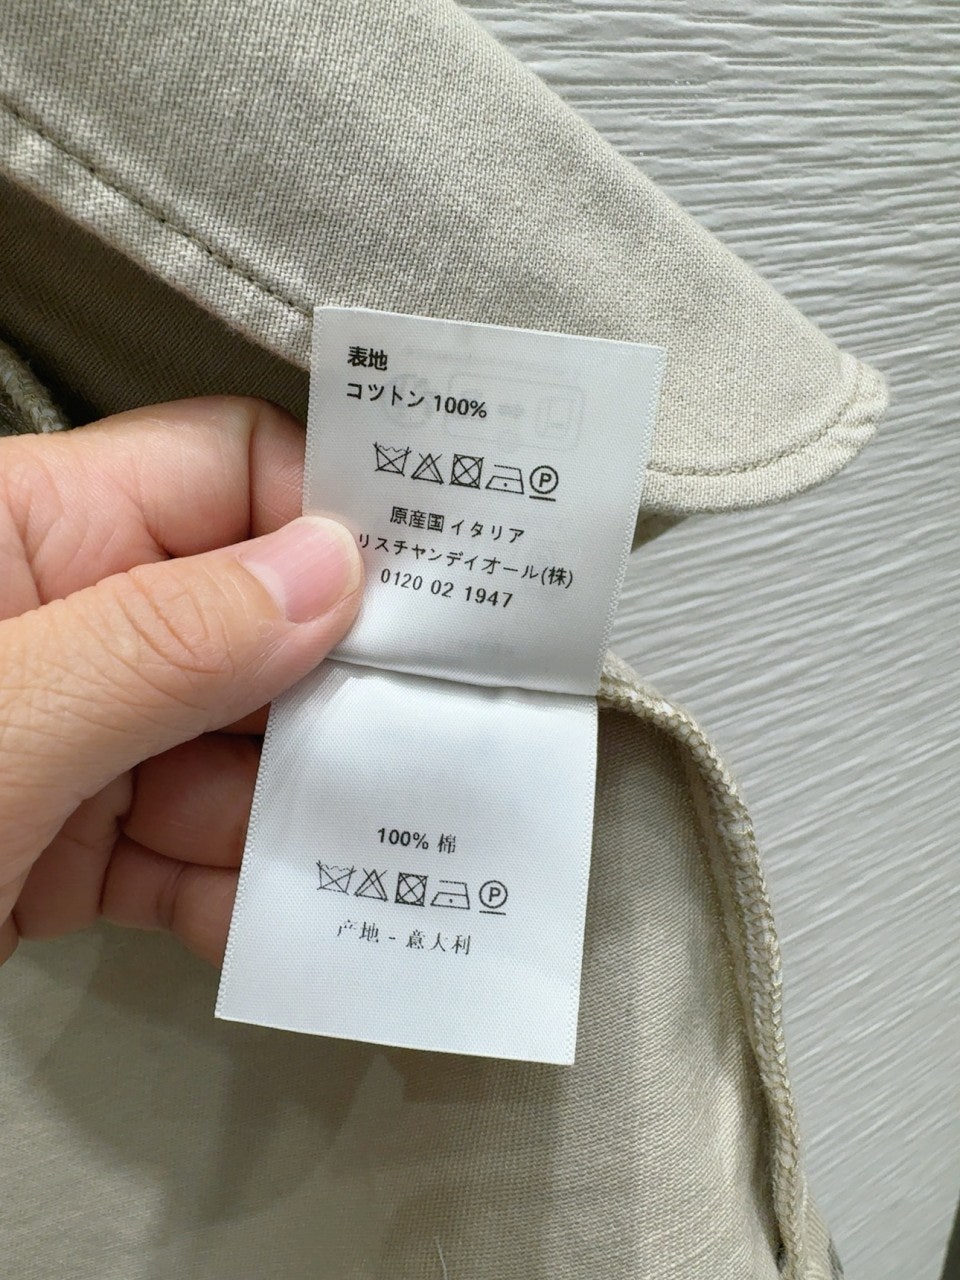 表地
コットン 100%
P
原産国 イタリア
リスチャンディオール(株)
0120 02 1947
100% 棉
P
产地 - 意大利